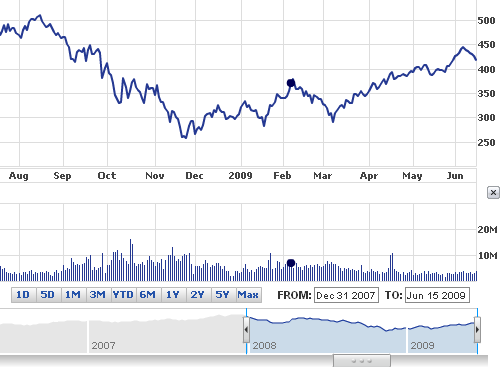 500
450
400
350
300
250
Aug Sep Oct Nov Dec 2009 Feb Mar Apr May Jun
20M
10M
1D 5D 1M 3M YTD 6M 1Y 2Y 5Y Max FROM: Dec 31 2007 TO: Jun 15 2009
2007 2008 2009